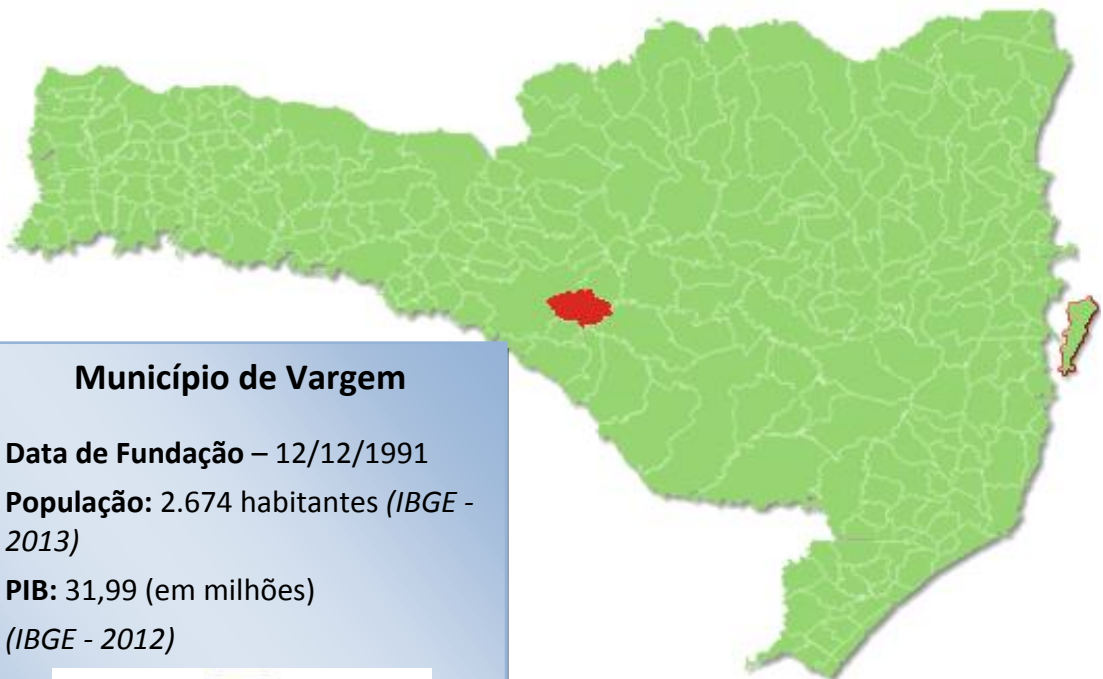 Município de Vargem
Data de Fundação – 12/12/1991
População: 2.674 habitantes (IBGE -
2013)
PIB: 31,99 (em milhões)
(IBGE - 2012)